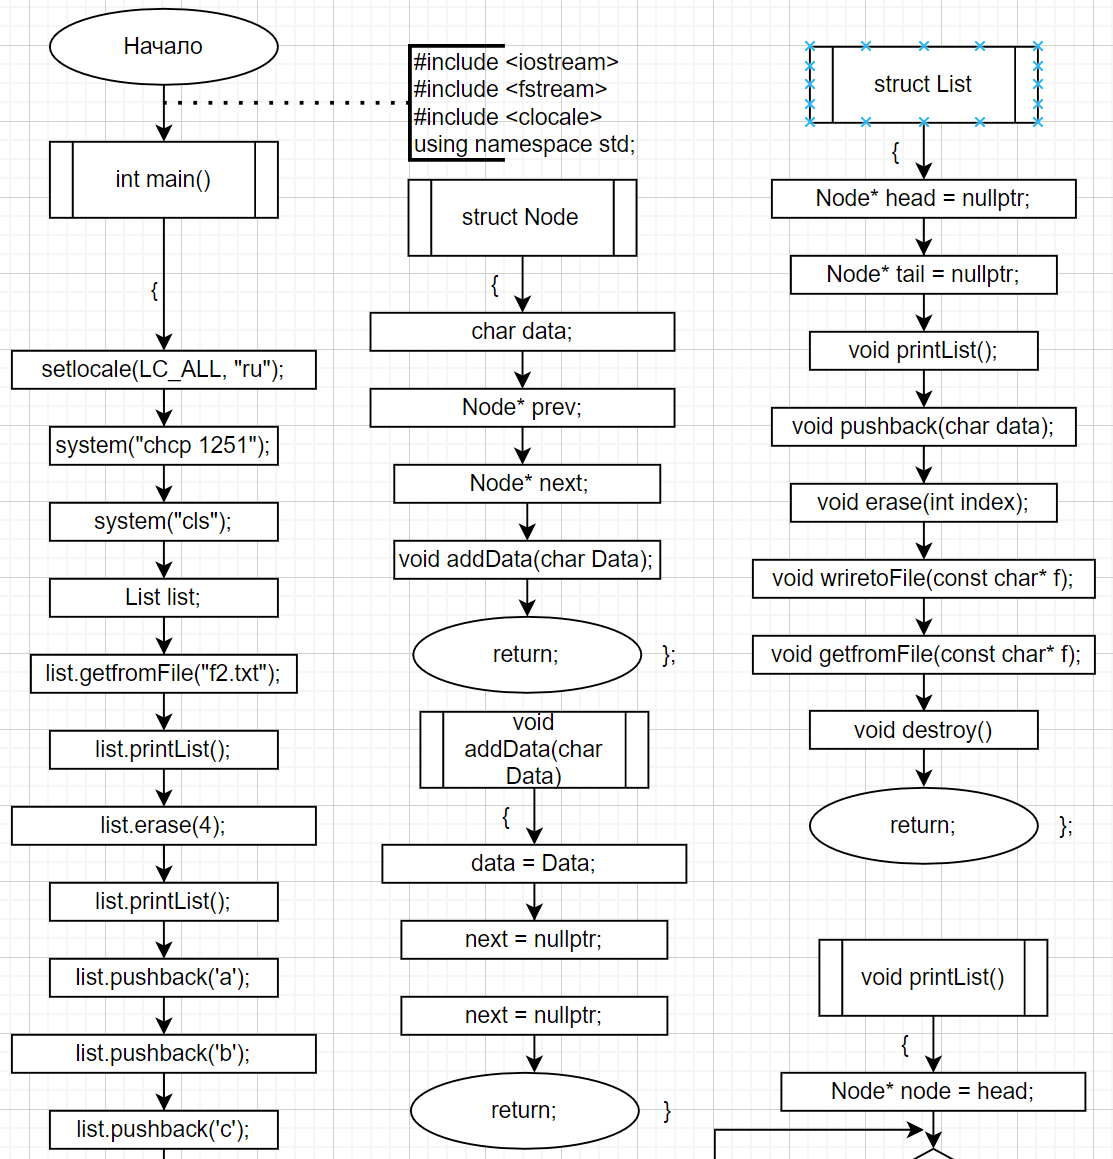 Начало
int main()
{
setlocale(LC_ALL, "ru");
system("chcp 1251");
system("cls");
List list;
list.getfromFile("f2.txt");
list.printList();
list.erase(4);
list.printList();
list.pushback('a');
list.pushback('b');
list.pushback('c');
#include <iostream>
#include <fstream>
#include <clocale>
using namespace std;
struct Node
{
char data;
Node* prev;
Node* next;
void addData(char Data);
return;
};
void
addData(char
Data)
{
data = Data;
next = nullptr;
next = nullptr;
return;
}
struct List
{
Node* head = nullptr;
Node* tail = nullptr;
void printList();
void pushback(char data);
void erase(int index);
void wriretoFile(const char* f);
void getfromFile(const char* f);
void destroy()
return;
};
void printList()
{
Node* node = head;